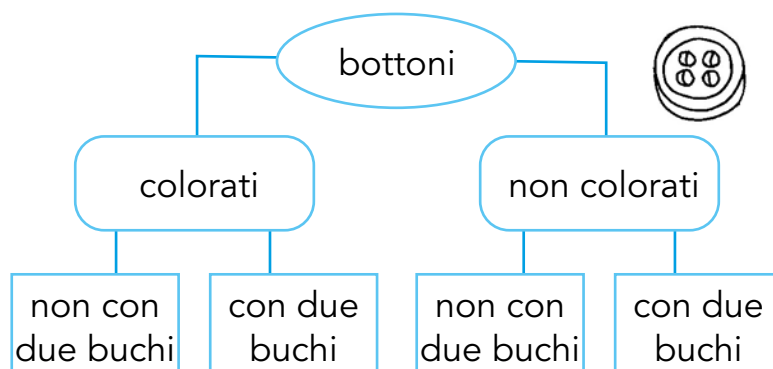 bottoni
colorati
non colorati
non con
due buchi
con due
buchi
non con
due buchi
con due
buchi